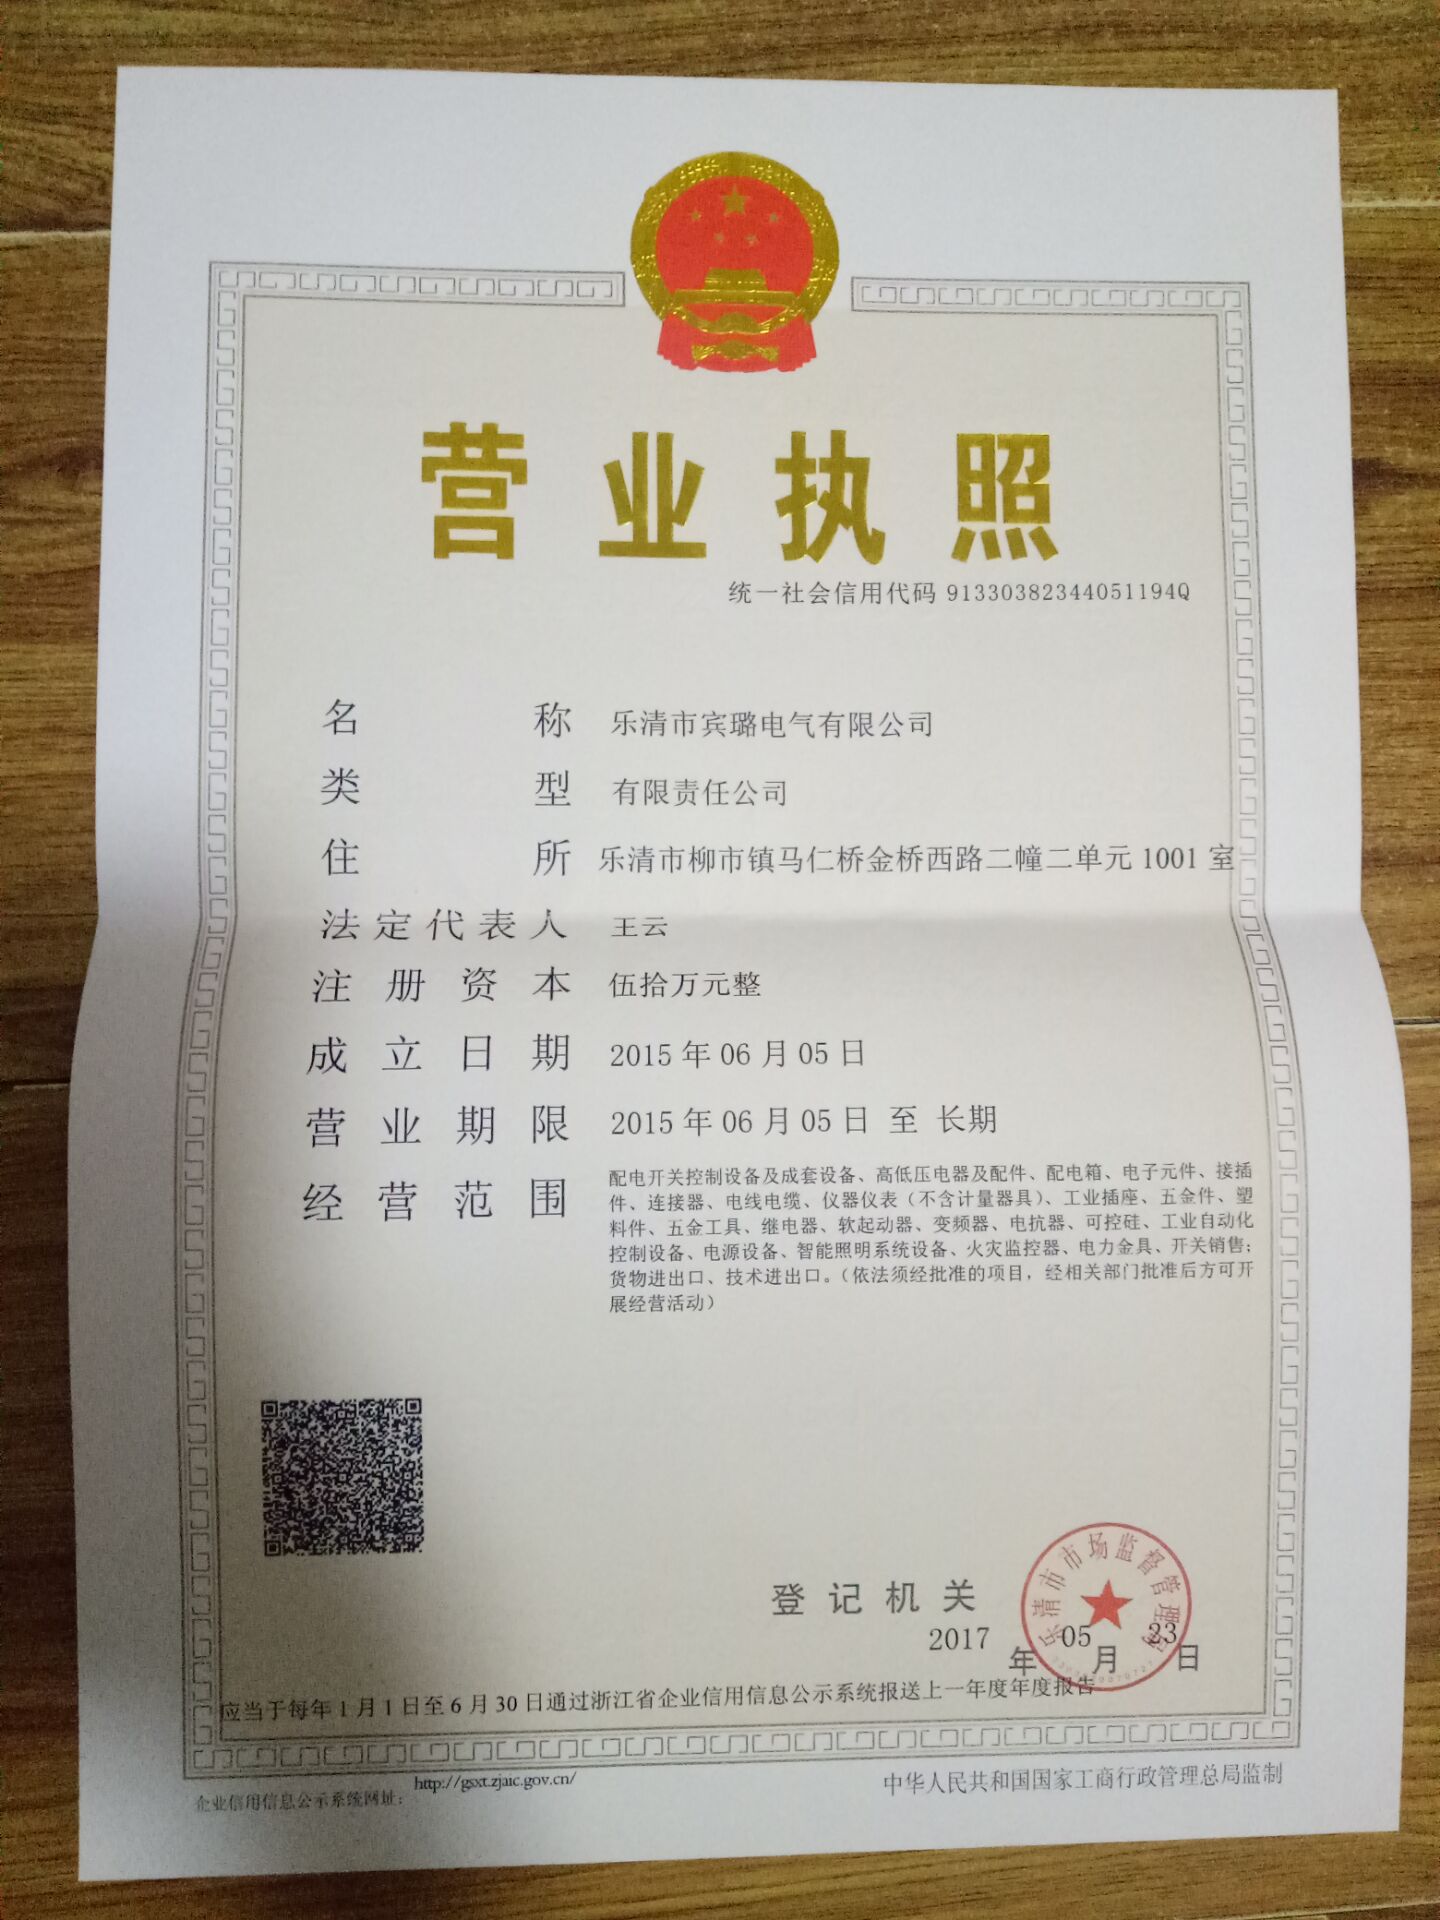 营业执照
统一社会信用代码 91330382344051194Q
名称 乐清市宾璐电气有限公司
类型 有限责任公司
住所 乐清市柳市镇马仁桥金桥西路二幢二单元1001室
法定代表人 王云
注册资本 伍拾万元整
成立日期 2015年06月05日
营业期限 2015年06月05日 至 长期
经营范围 配电开关控制设备及成套设备、高低压电器及配件、配电箱、电子元件、接插
件、连接器、电线电缆、仪器仪表（不含计量器具）、工业插座、五金件、塑
料件、五金工具、继电器、软起动器、变频器、电抗器、可控硅、工业自动化
控制设备、电源设备、智能照明系统设备、火灾监控器、电力金具、开关销售；
货物进出口、技术进出口。（依法须经批准的项目，经相关部门批准后方可开
展经营活动）
乐清市市场监督管理局
登记机关
2017年05月23日
应当于每年1月1日至6月30日通过浙江省企业信用信息公示系统报送上一年度年度报告
企业信用信息公示系统网址： http://gsxt.zjaic.gov.cn/
中华人民共和国国家工商行政管理总局监制